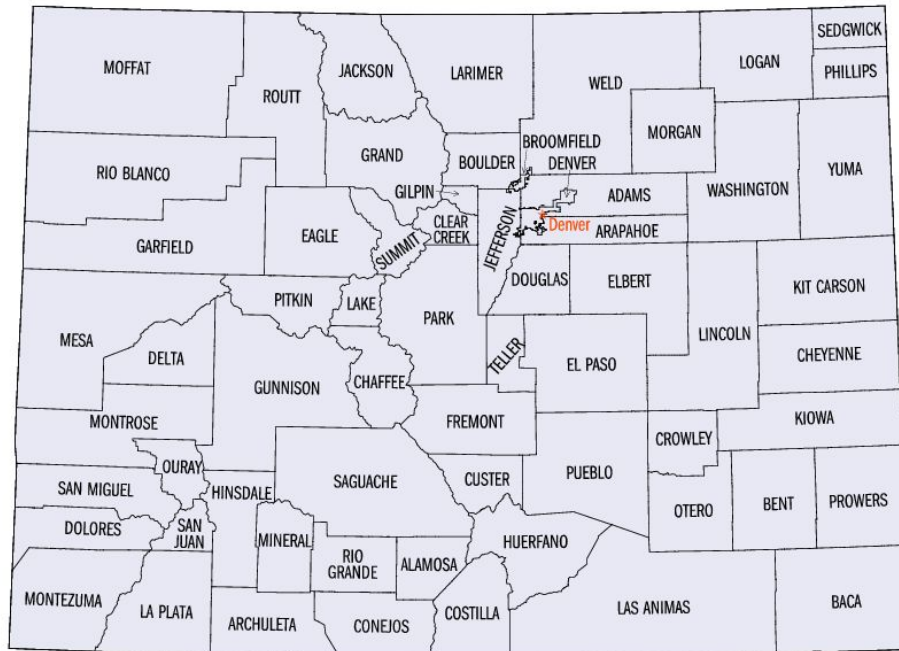 SEDGWICK
MOFFAT
JACKSON
LARIMER
LOGAN
ROUTT
WELD
PHILLIPS
MORGAN
BROOMFIELD
DENVER
GRAND
BOULDER
RIO BLANCO
YUMA
GILPIN
ADAMS
WASHINGTON
CLEAR
CREEK
Denver
EAGLE
SUMMIT
JEFFERSON
ARAPAHOE
GARFIELD
DOUGLAS
ELBERT
KIT CARSON
PITKIN
LAKE
PARK
LINCOLN
MESA
DELTA
TELLER
EL PASO
CHEYENNE
GUNNISON
CHAFFEE
MONTROSE
FREMONT
KIOWA
CROWLEY
OURAY
SAN MIGUEL
HINSDALE
SAGUACHE
CUSTER
PUEBLO
BENT
PROWERS
OTERO
DOLORES
SAN
JUAN
MINERAL
RIO
GRANDE
ALAMOSA
HUERFANO
MONTEZUMA
LA PLATA
ARCHULETA
CONEJOS
COSTILLA
LAS ANIMAS
BACA